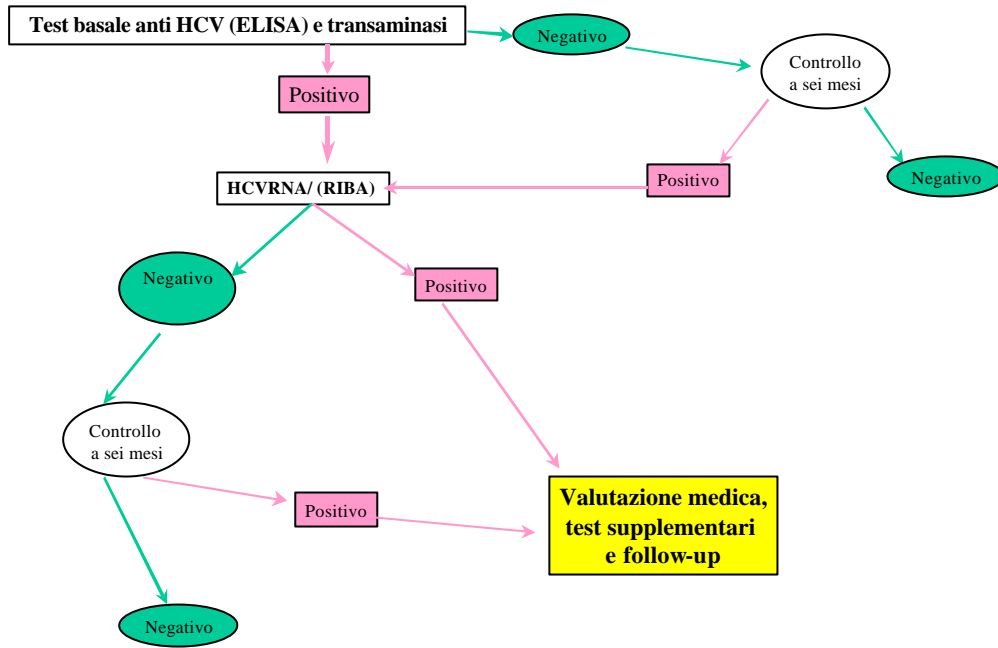 Test basale anti HCV (ELISA) e transaminasi
Negativo
Controllo
a sei mesi
Positivo
Positivo
Negativo
HCVRNA/ (RIBA)
Negativo
Positivo
Controllo
a sei mesi
Positivo
Valutazione medica,
test supplementari
e follow-up
Negativo